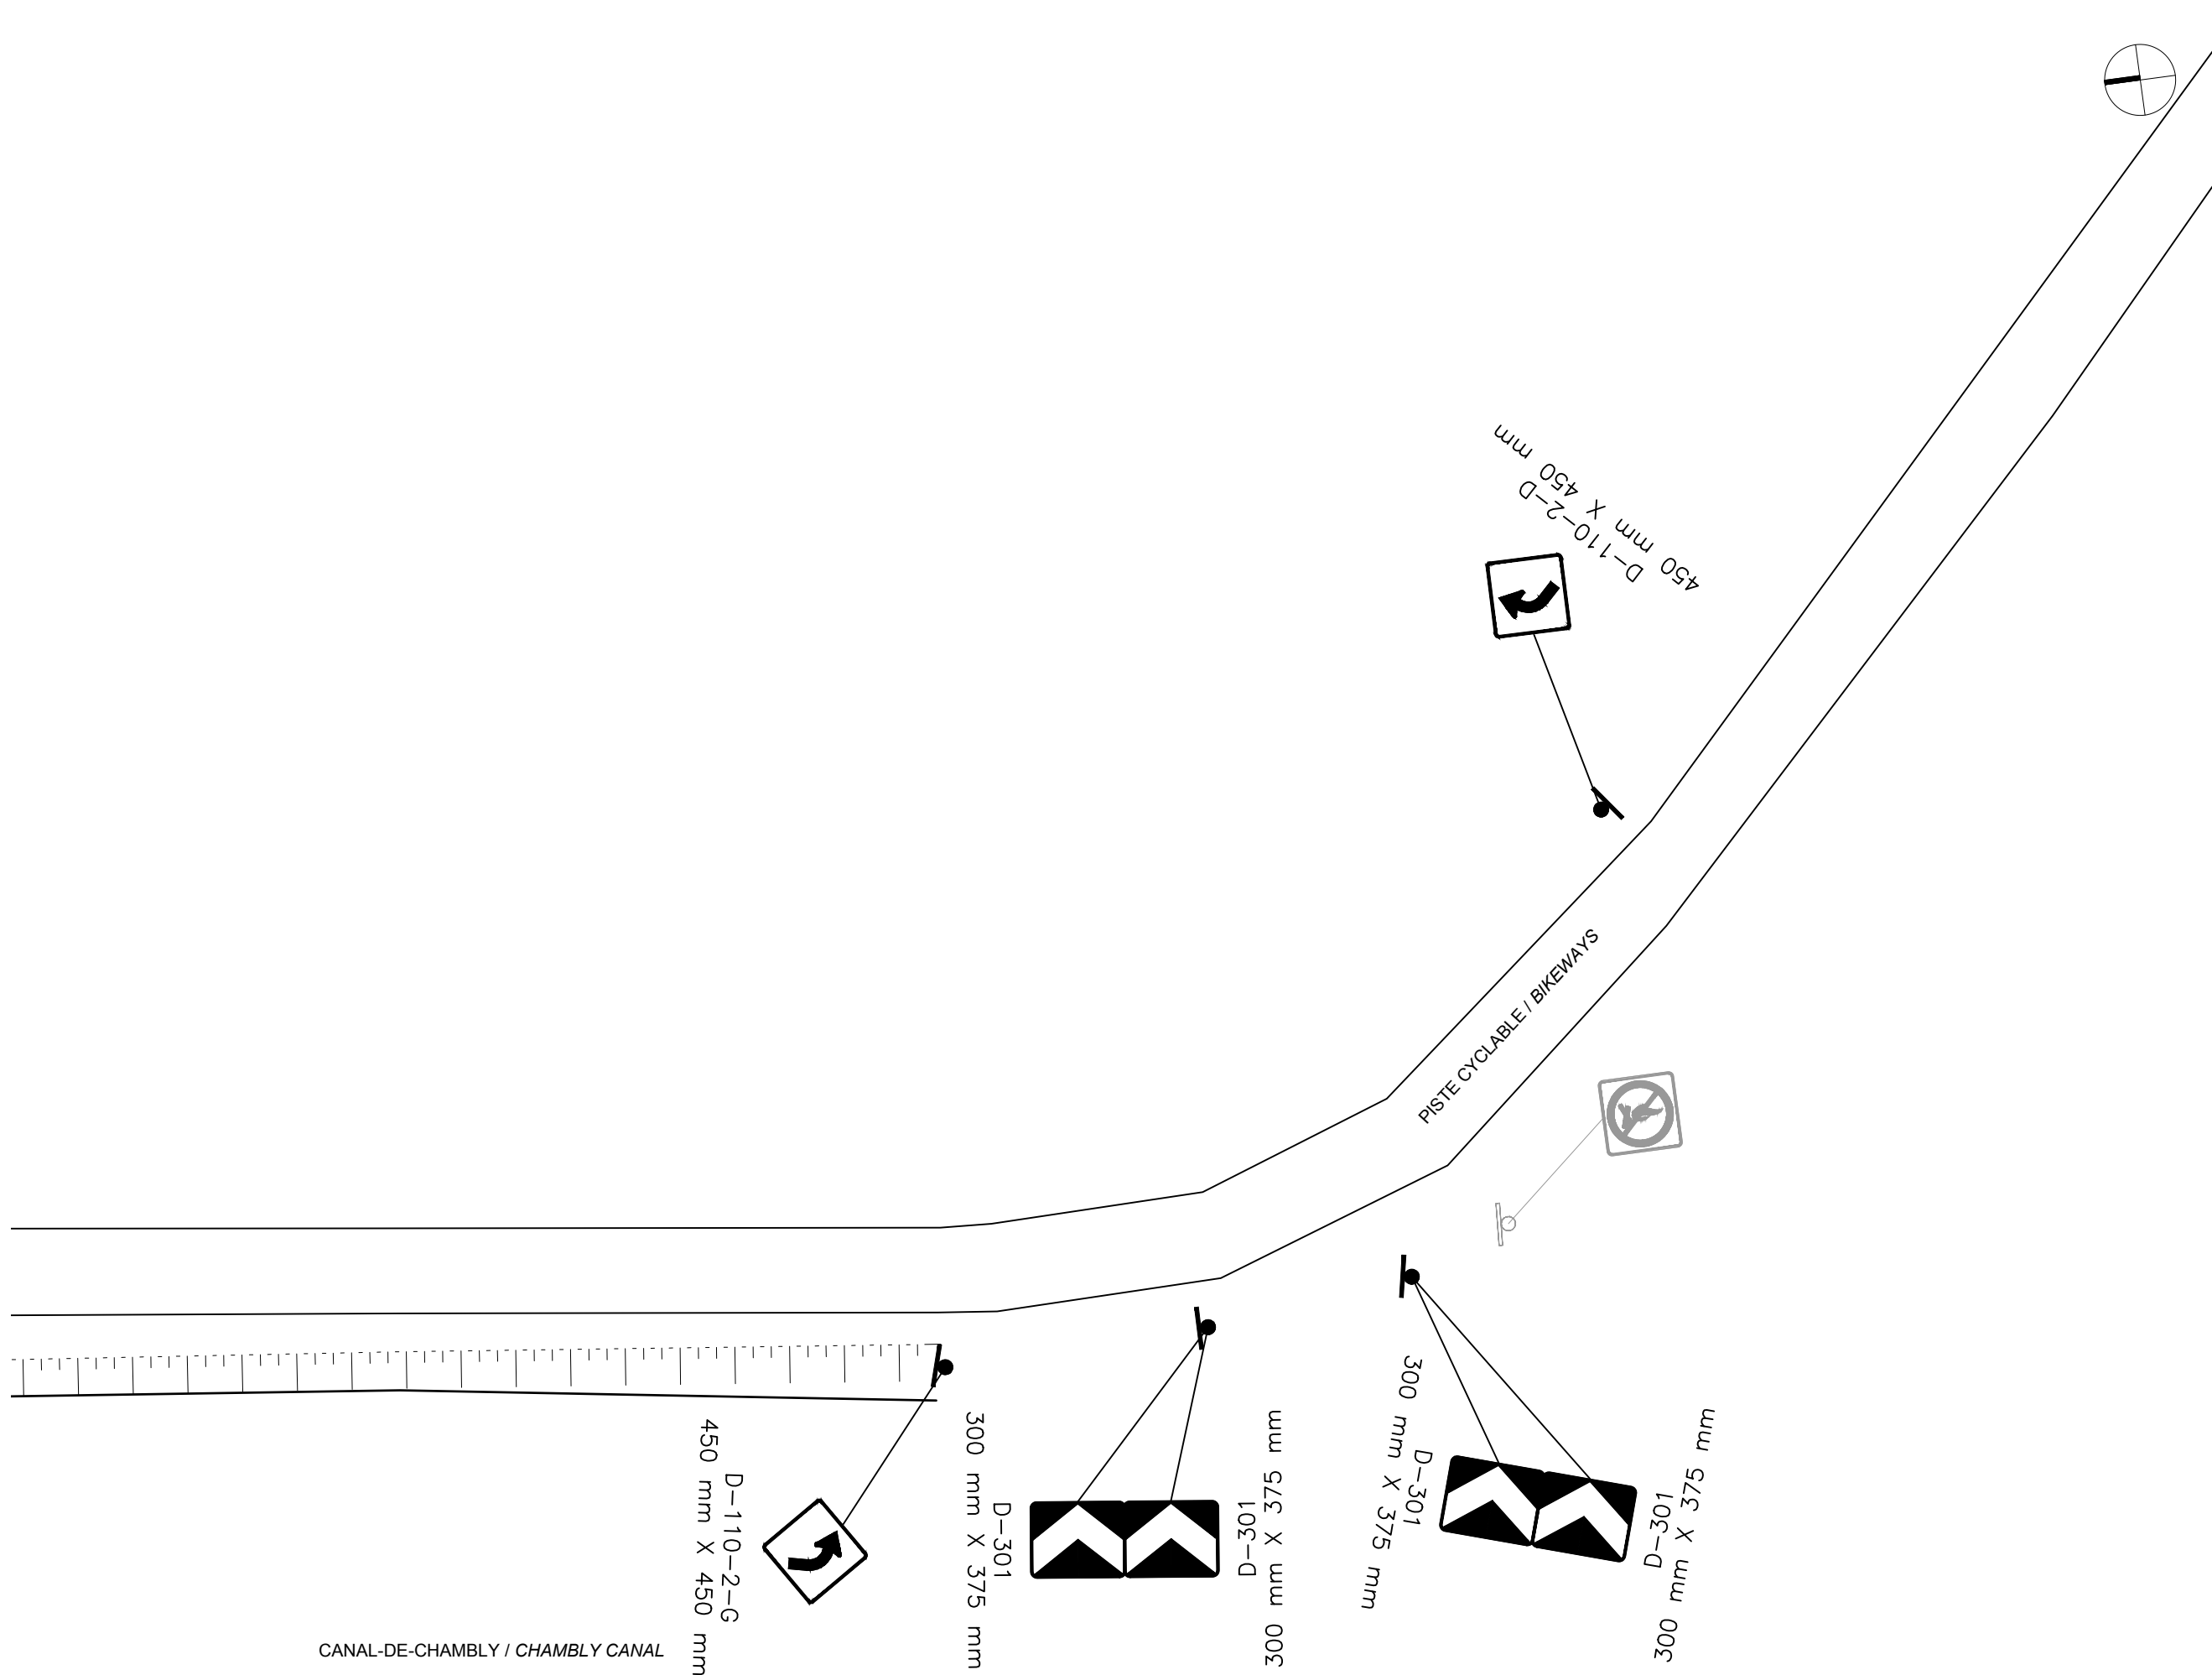 450 mm X 450 mm
D-110-2-D
PISTE CYCLABLE / BIKEWAYS
D-110-2-G
450 mm X 450 mm
D-301
300 mm X 375 mm
D-301
300 mm X 375 mm
D-301
300 mm X 375 mm
D-301
300 mm X 375 mm
CANAL-DE-CHAMBLY / CHAMBLY CANAL